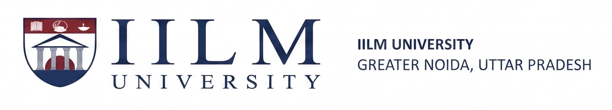 IILM
UNIVERSITY
IILM UNIVERSITY
GREATER NOIDA, UTTAR PRADESH